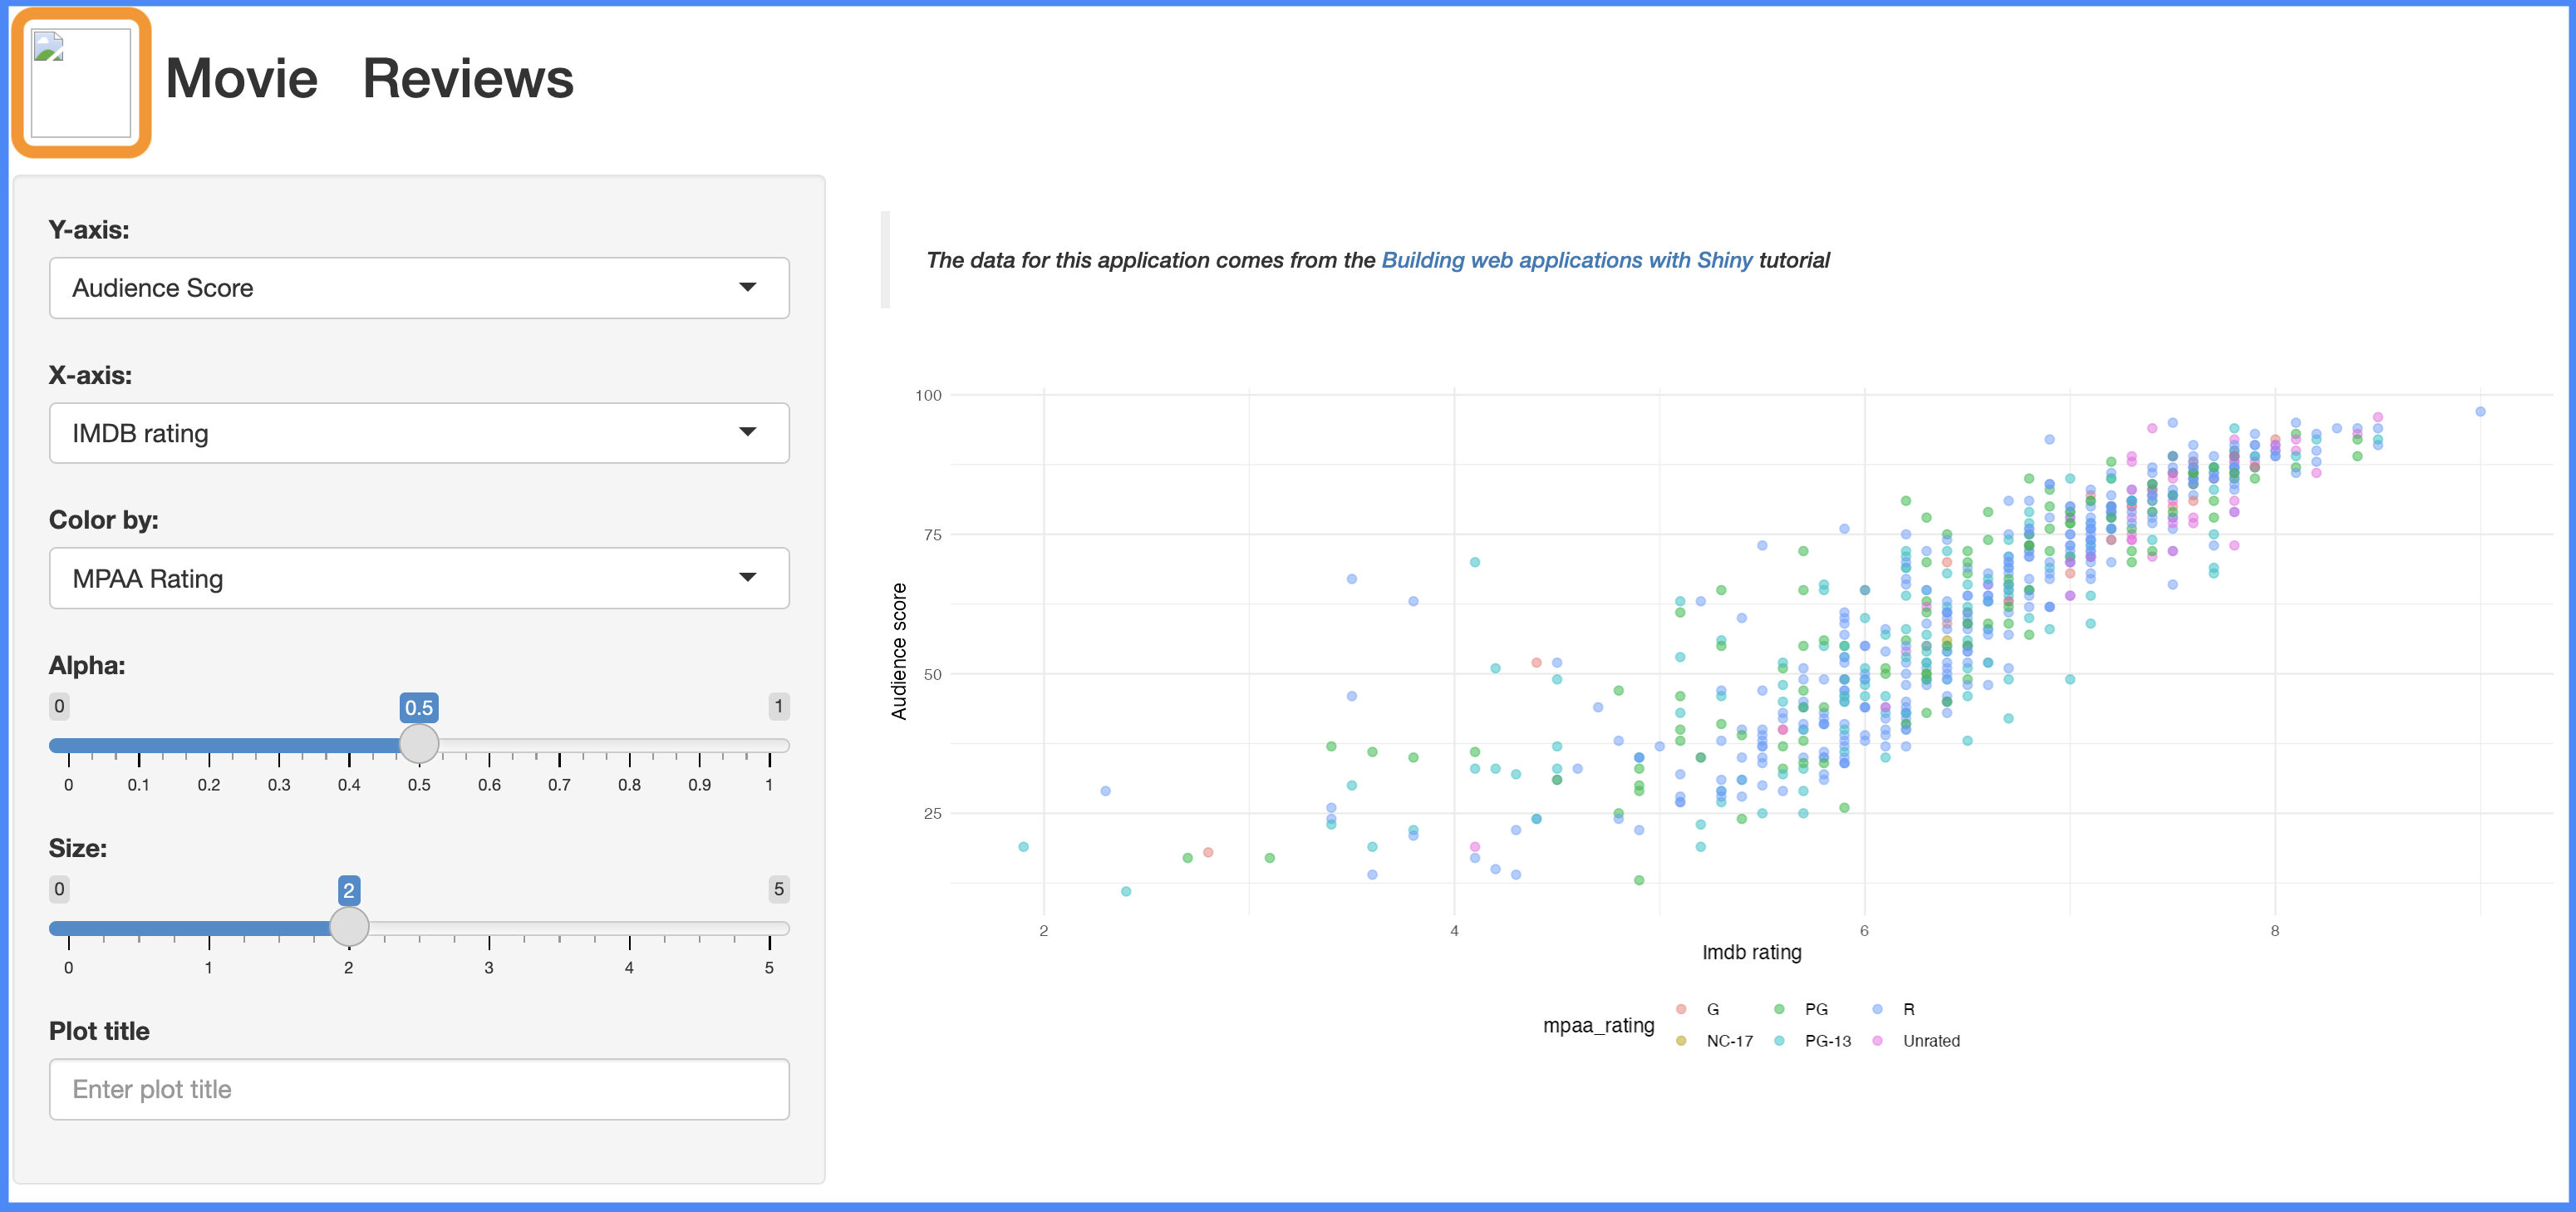 Movie Reviews
Y-axis:
Audience Score
X-axis:
IMDB rating
Color by:
MPAA Rating
Alpha:
0 0.5 1
0 0.1 0.2 0.3 0.4 0.5 0.6 0.7 0.8 0.9 1
Size:
0 2 5
0 1 2 3 4 5
Plot title
Enter plot title
The data for this application comes from the Building web applications with Shiny tutorial
Audience score
100
75
50
25
2 4 6 8
Imdb rating
mpaa_rating
G PG R
NC-17 PG-13 Unrated